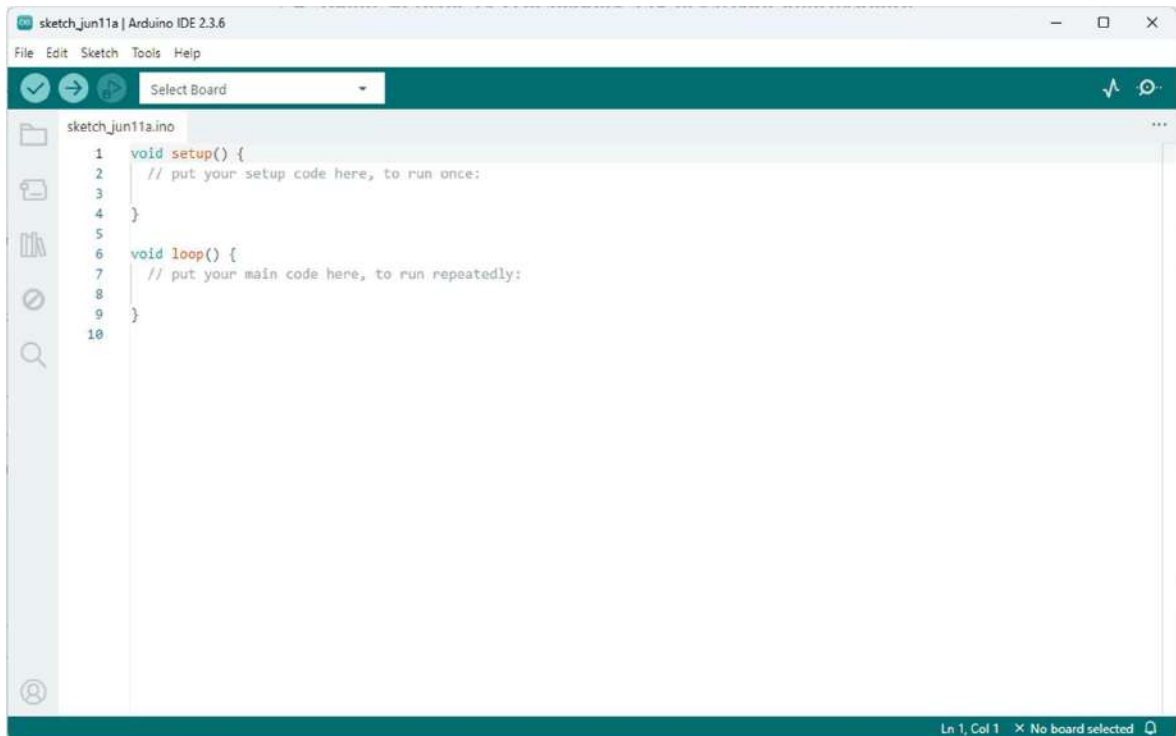 sketch_jun11a | Arduino IDE 2.3.6
File Edit Sketch Tools Help
Select Board
sketch_jun11a.ino
1 void setup() {
2 // put your setup code here, to run once:
3
4 }
5
6 void loop() {
7 // put your main code here, to run repeatedly:
8
9 }
10
Ln 1, Col 1 × No board selected